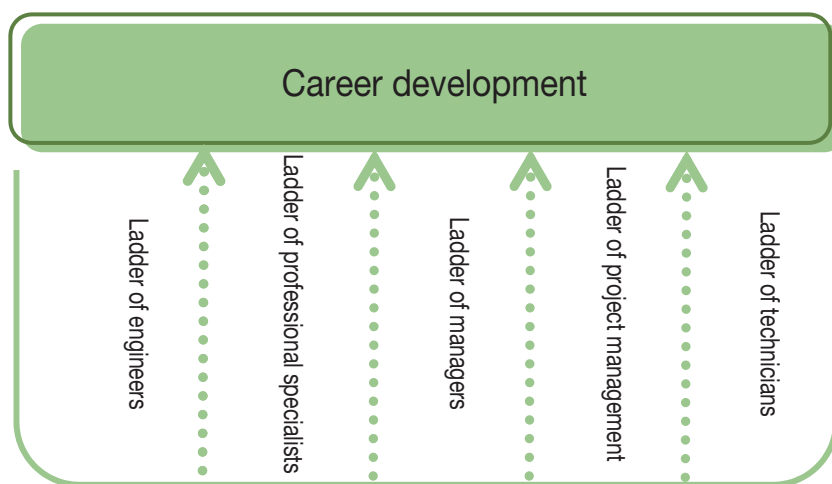 Career development
Ladder of engineers
Ladder of professional specialists
Ladder of managers
Ladder of project management
Ladder of technicians